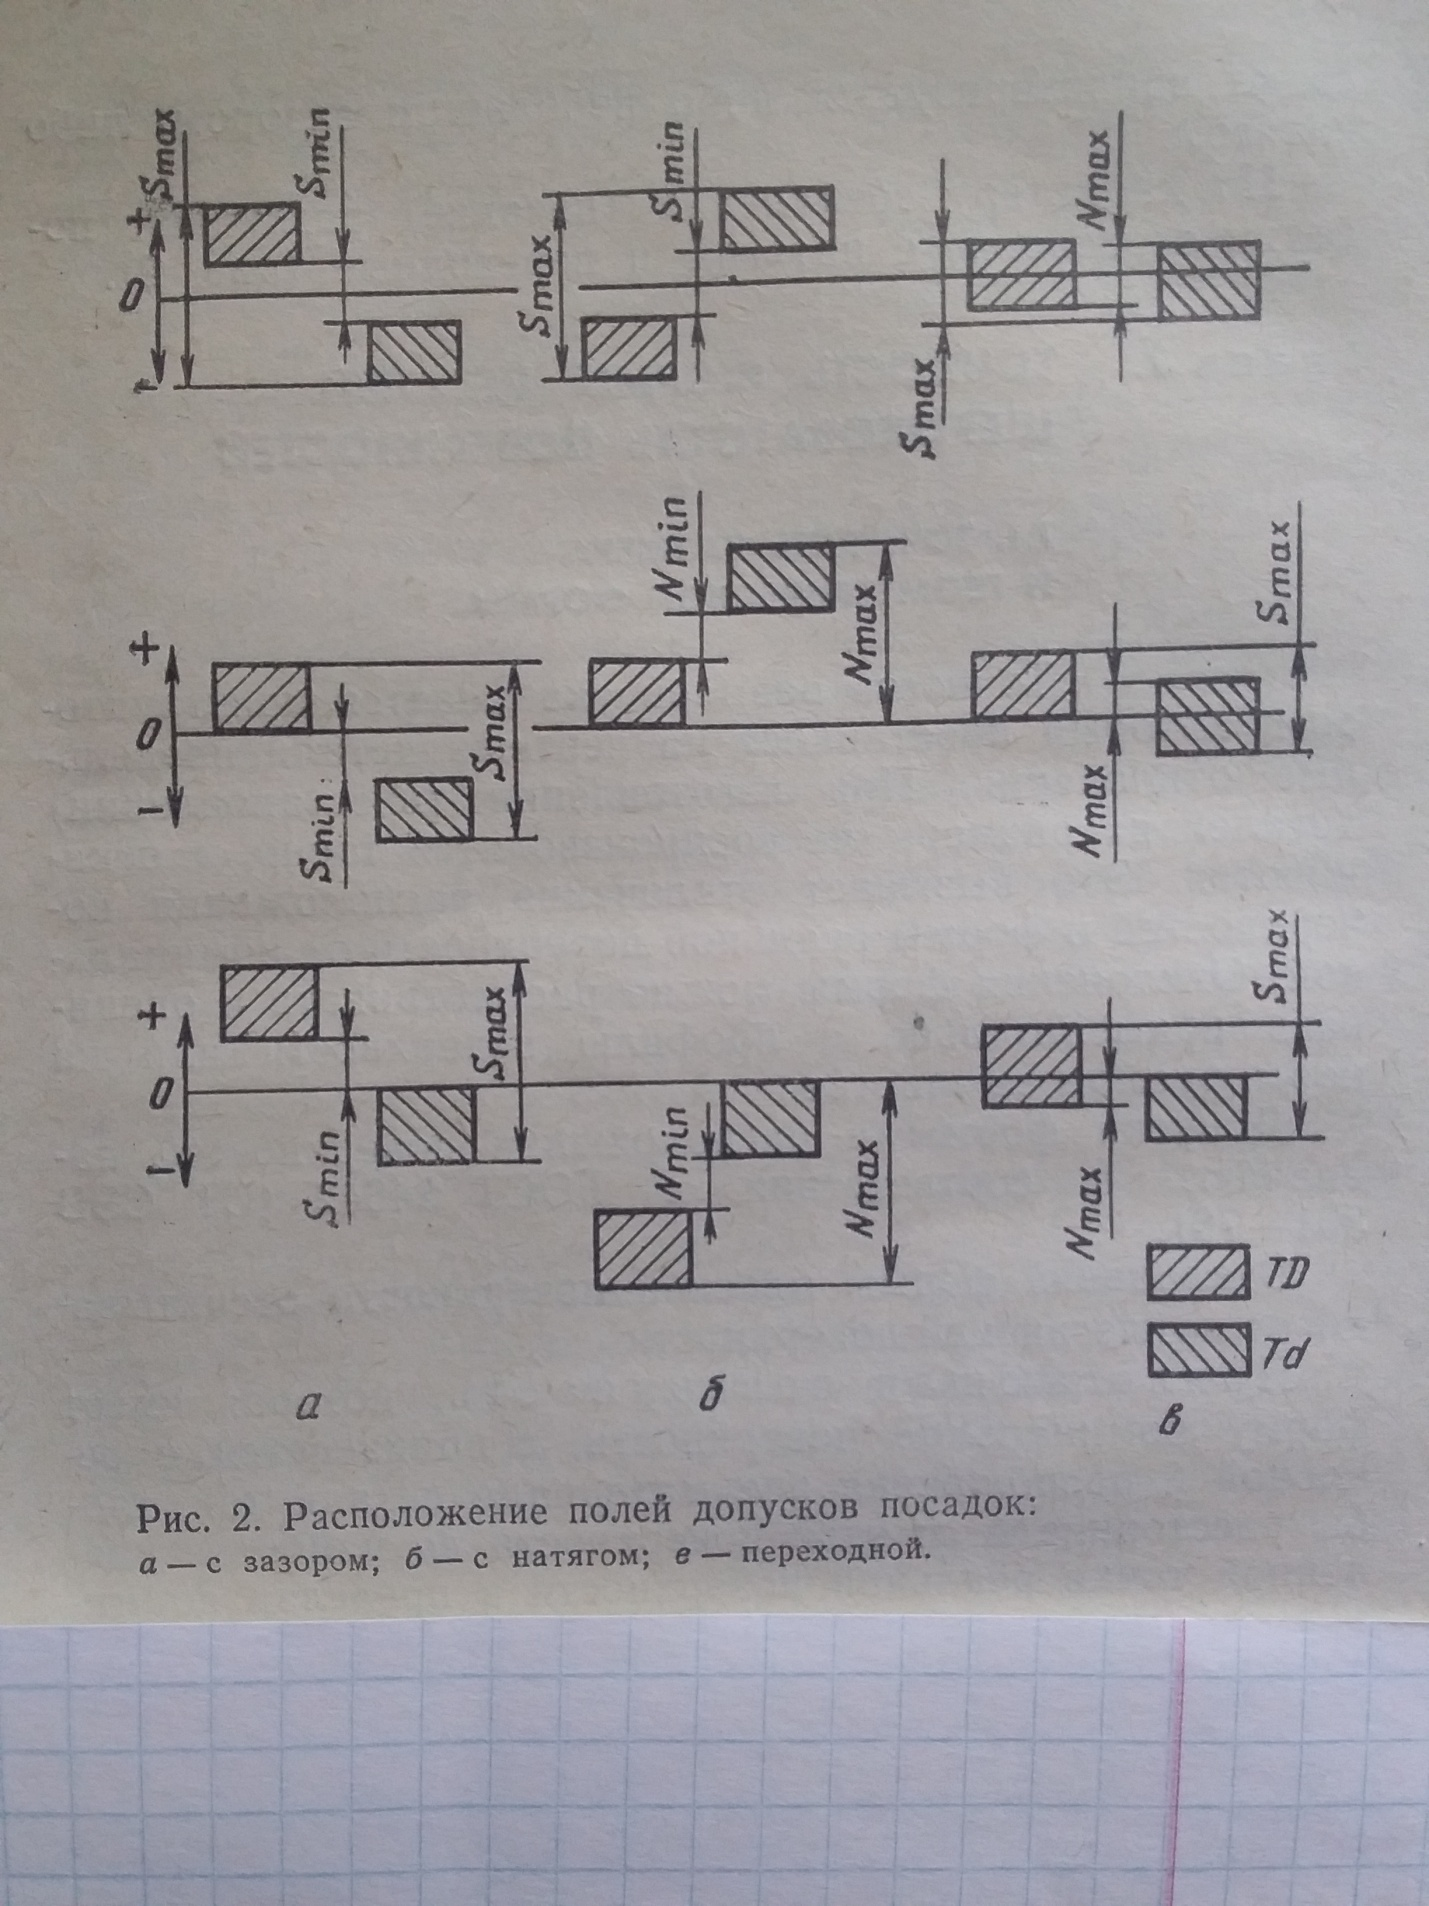 Smax
Smin
Smin
Nmax
+
0
Smax
Smax
Nmin
Smax
+
0
-
Smin
Smax
Nmax
Nmax
Smax
+
0
-
Smin
Smax
Nmin
Nmax
Nmax
TD
Td
а
б
в
Рис. 2. Расположение полей допусков посадок:
а — с зазором; б — с натягом; в — переходной.